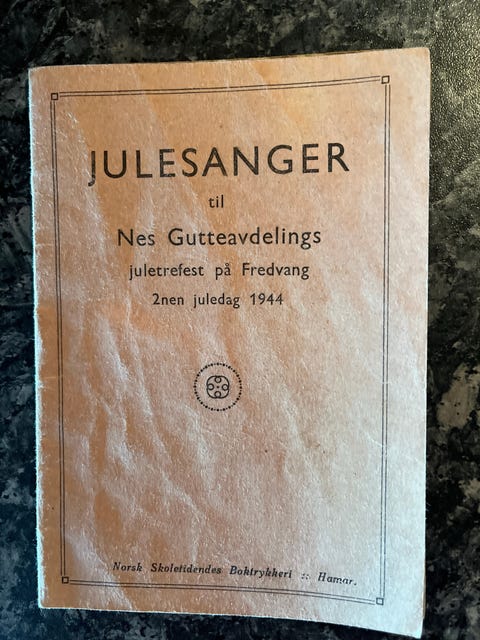 JULESANGER
til
Nes Gutteavdelings
juletrefest på Fredvang
2nen juledag 1944
Norsk Skoletidendes Boktrykkeri :: Hamar.